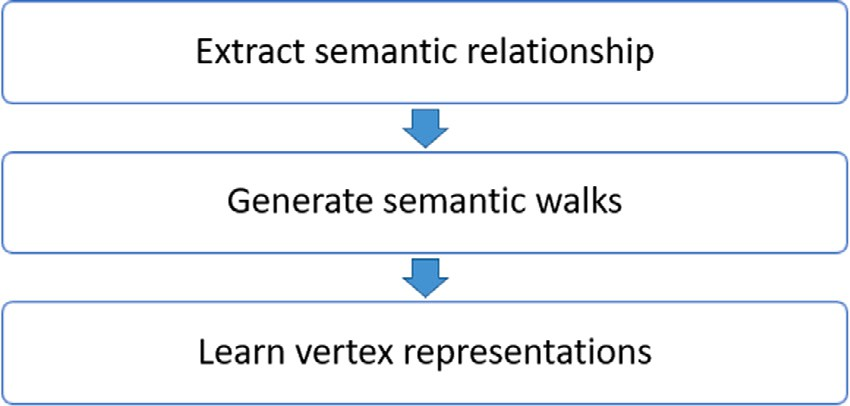 Extract semantic relationship
Generate semantic walks
Learn vertex representations